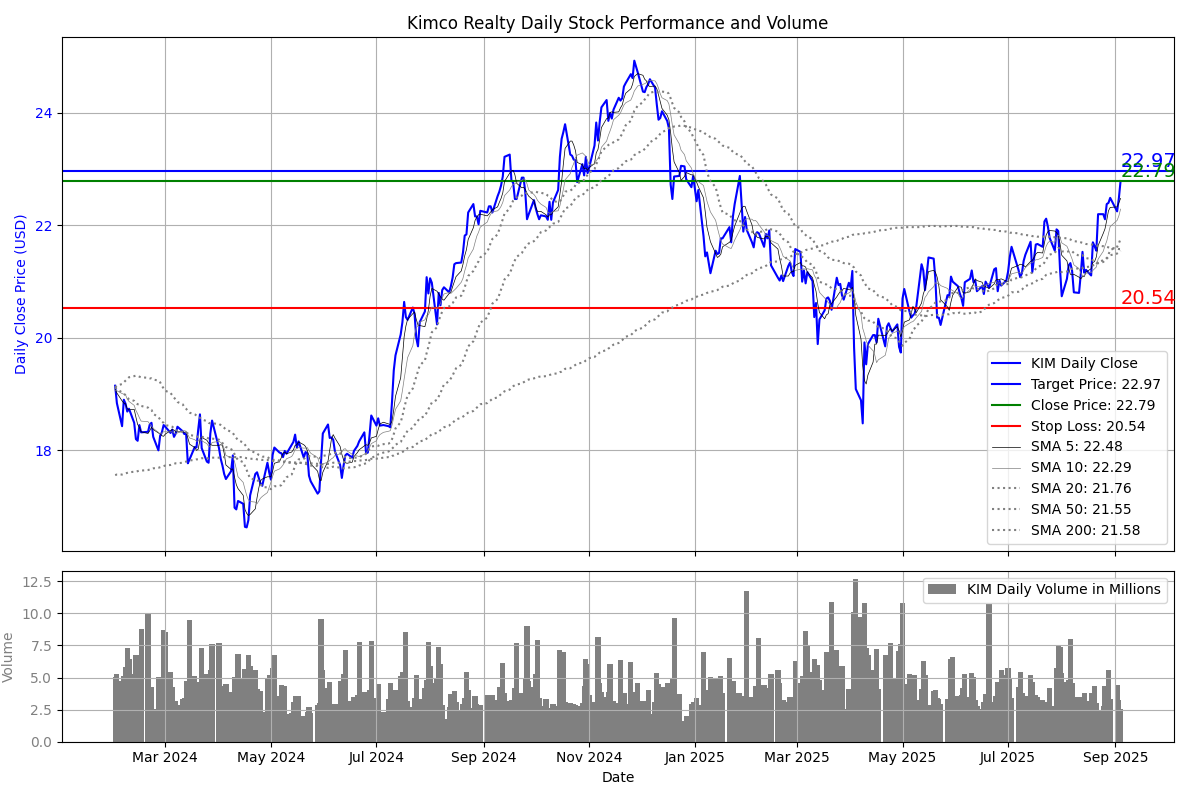 Kimco Realty Daily Stock Performance and Volume
Daily Close Price (USD)
24
22
20
18
22.97
22.79
20.54
KIM Daily Close
Target Price: 22.97
Close Price: 22.79
Stop Loss: 20.54
SMA 5: 22.48
SMA 10: 22.29
SMA 20: 21.76
SMA 50: 21.55
SMA 200: 21.58
Volume
12.5
10.0
7.5
5.0
2.5
0.0
KIM Daily Volume in Millions
Mar 2024
May 2024
Jul 2024
Sep 2024
Nov 2024
Jan 2025
Mar 2025
May 2025
Jul 2025
Sep 2025
Date